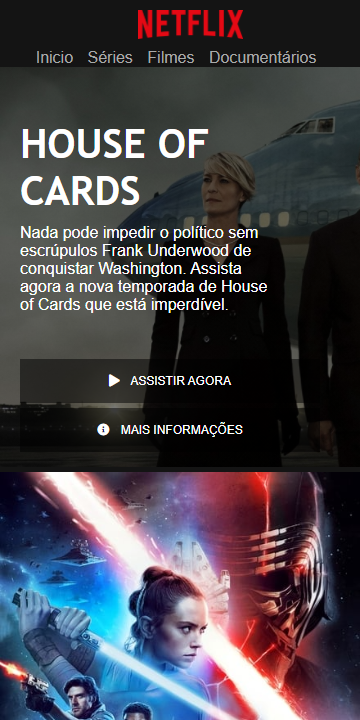 NETFLIX
Inicio Séries Filmes Documentários
HOUSE OF
CARDS
Nada pode impedir o político sem
escrúpulos Frank Underwood de
conquistar Washington. Assista
agora a nova temporada de House
of Cards que está imperdível.
ASSISTIR AGORA
MAIS INFORMAÇÕES